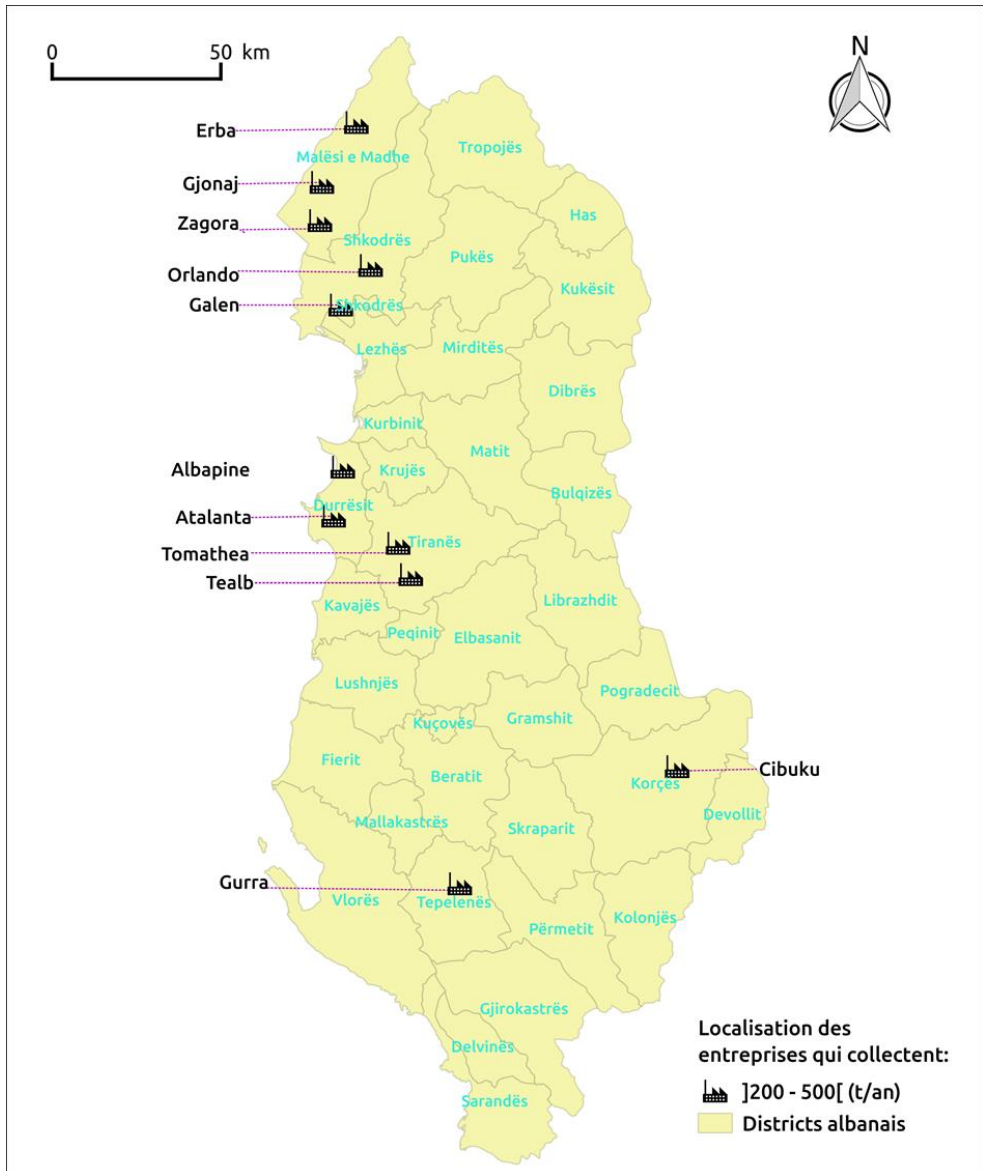 0 50 km
N
Erba
Malësi e Madhe
Tropojës
Gjonaj
Has
Zagora
Shkodrës
Pukës
Orlando
Kukësit
Galen
Shkodrës
Lezhës
Mirditës
Dibrës
Kurbinit
Matit
Albapine
Krujës
Bulqizës
Durrësit
Atalanta
Tiranës
Tomathea
Tealb
Kavajës
Librazhdit
Peqinit
Elbasanit
Lushnjës
Pogradecit
Kuçovës
Gramshit
Fierit
Beratit
Cibuku
Korçës
Devollit
Mallakastrës
Skraparit
Gurra
Vlorës
Tepelenës
Kolonjës
Përmetit
Gjirokastrës
Delvinës
Sarandës
Localisation des
entreprises qui collectent:
]200 - 500[ (t/an)
Districts albanais